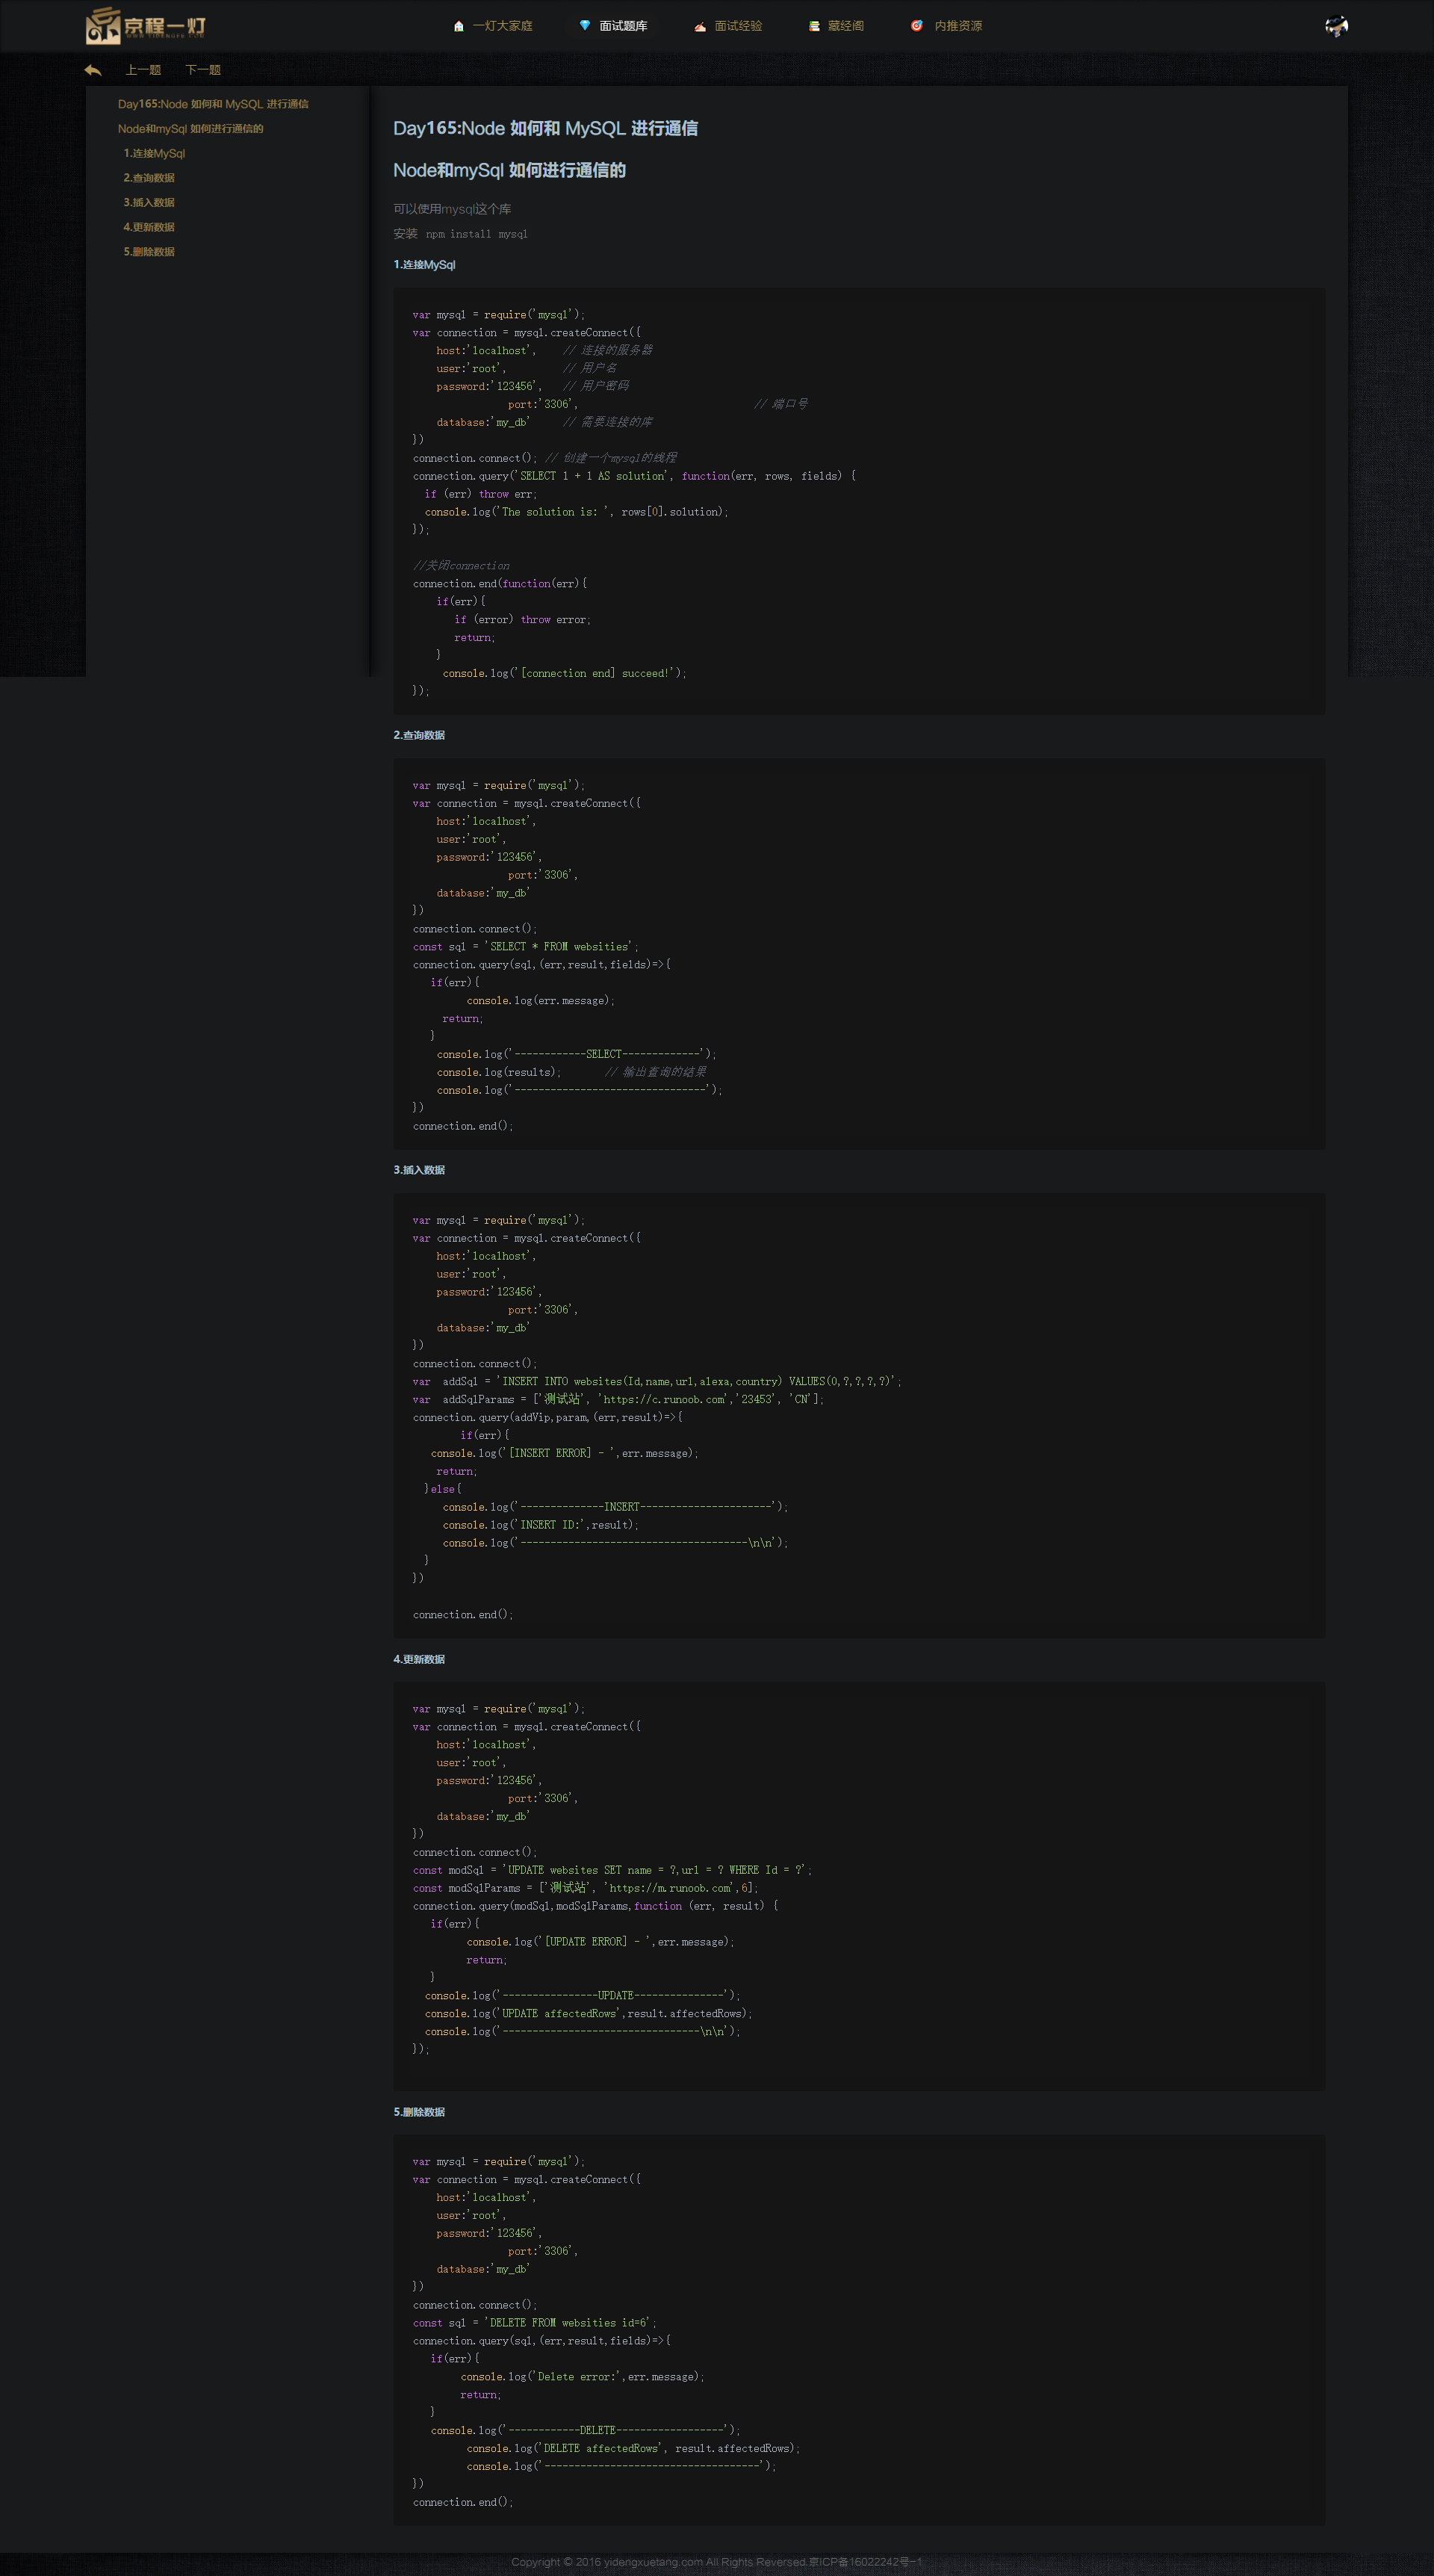 京程一灯
一灯大家庭
面试题库
面试经验
藏经阁
内推资源
上一题 下一题
Day165:Node 如何和 MySQL 进行通信
Node和mySql 如何进行通信的
1.连接MySql
2.查询数据
3.插入数据
4.更新数据
5.删除数据
Day165:Node 如何和 MySQL 进行通信
Node和mySql 如何进行通信的
可以使用mysql这个库
安装 npm install mysql
1.连接MySql
var mysql = require('mysql');
var connection = mysql.createConnect({
host:'localhost', // 连接的服务器
user:'root', // 用户名
password:'123456', // 用户密码
port:'3306', // 端口号
database:'my_db' // 需要连接的库
})
connection.connect(); // 创建一个mysql的线程
connection.query('SELECT 1 + 1 AS solution', function(err, rows, fields) {
if (err) throw err;
console.log('The solution is: ', rows[0].solution);
});
//关闭connection
connection.end(function(err){
if(err){
if (error) throw error;
return;
}
console.log('[connection end] succeed!');
});
2.查询数据
var mysql = require('mysql');
var connection = mysql.createConnect({
host:'localhost',
user:'root',
password:'123456',
port:'3306',
database:'my_db'
})
connection.connect();
const sql = 'SELECT * FROM websities';
connection.query(sql,(err,result,fields)=>{
if(err){
console.log(err.message);
return;
}
console.log('------------SELECT-------------');
console.log(results); // 输出查询的结果
console.log('--------------------------------');
})
connection.end();
3.插入数据
var mysql = require('mysql');
var connection = mysql.createConnect({
host:'localhost',
user:'root',
password:'123456',
port:'3306',
database:'my_db'
})
connection.connect();
var addSql = 'INSERT INTO websites(Id,name,url,alexa,country) VALUES(0,?,?,?,?)';
var addSqlParams = ['测试站', 'https://c.runoob.com','23453', 'CN'];
connection.query(addVip,param,(err,result)=>{
if(err){
console.log('[INSERT ERROR] - ',err.message);
return;
}else{
console.log('--------------INSERT----------------------');
console.log('INSERT ID:',result);
console.log('--------------------------------------\n\n');
}
})
connection.end();
4.更新数据
var mysql = require('mysql');
var connection = mysql.createConnect({
host:'localhost',
user:'root',
password:'123456',
port:'3306',
database:'my_db'
})
connection.connect();
const modSql = 'UPDATE websites SET name = ?,url = ? WHERE Id = ?';
const modSqlParams = ['测试站', 'https://m.runoob.com',6];
connection.query(modSql,modSqlParams,function (err, result) {
if(err){
console.log('[UPDATE ERROR] - ',err.message);
return;
}
console.log('----------------UPDATE---------------');
console.log('UPDATE affectedRows',result.affectedRows);
console.log('---------------------------------\n\n');
});
5.删除数据
var mysql = require('mysql');
var connection = mysql.createConnect({
host:'localhost',
user:'root',
password:'123456',
port:'3306',
database:'my_db'
})
connection.connect();
const sql = 'DELETE FROM websities id=6';
connection.query(sql,(err,result,fields)=>{
if(err){
console.log('Delete error:',err.message);
return;
}
console.log('------------DELETE------------------');
console.log('DELETE affectedRows', result.affectedRows);
console.log('------------------------------------');
})
connection.end();
Copyright © 2016 yidengxuetang.com All Rights Reversed.京ICP备16022242号-1